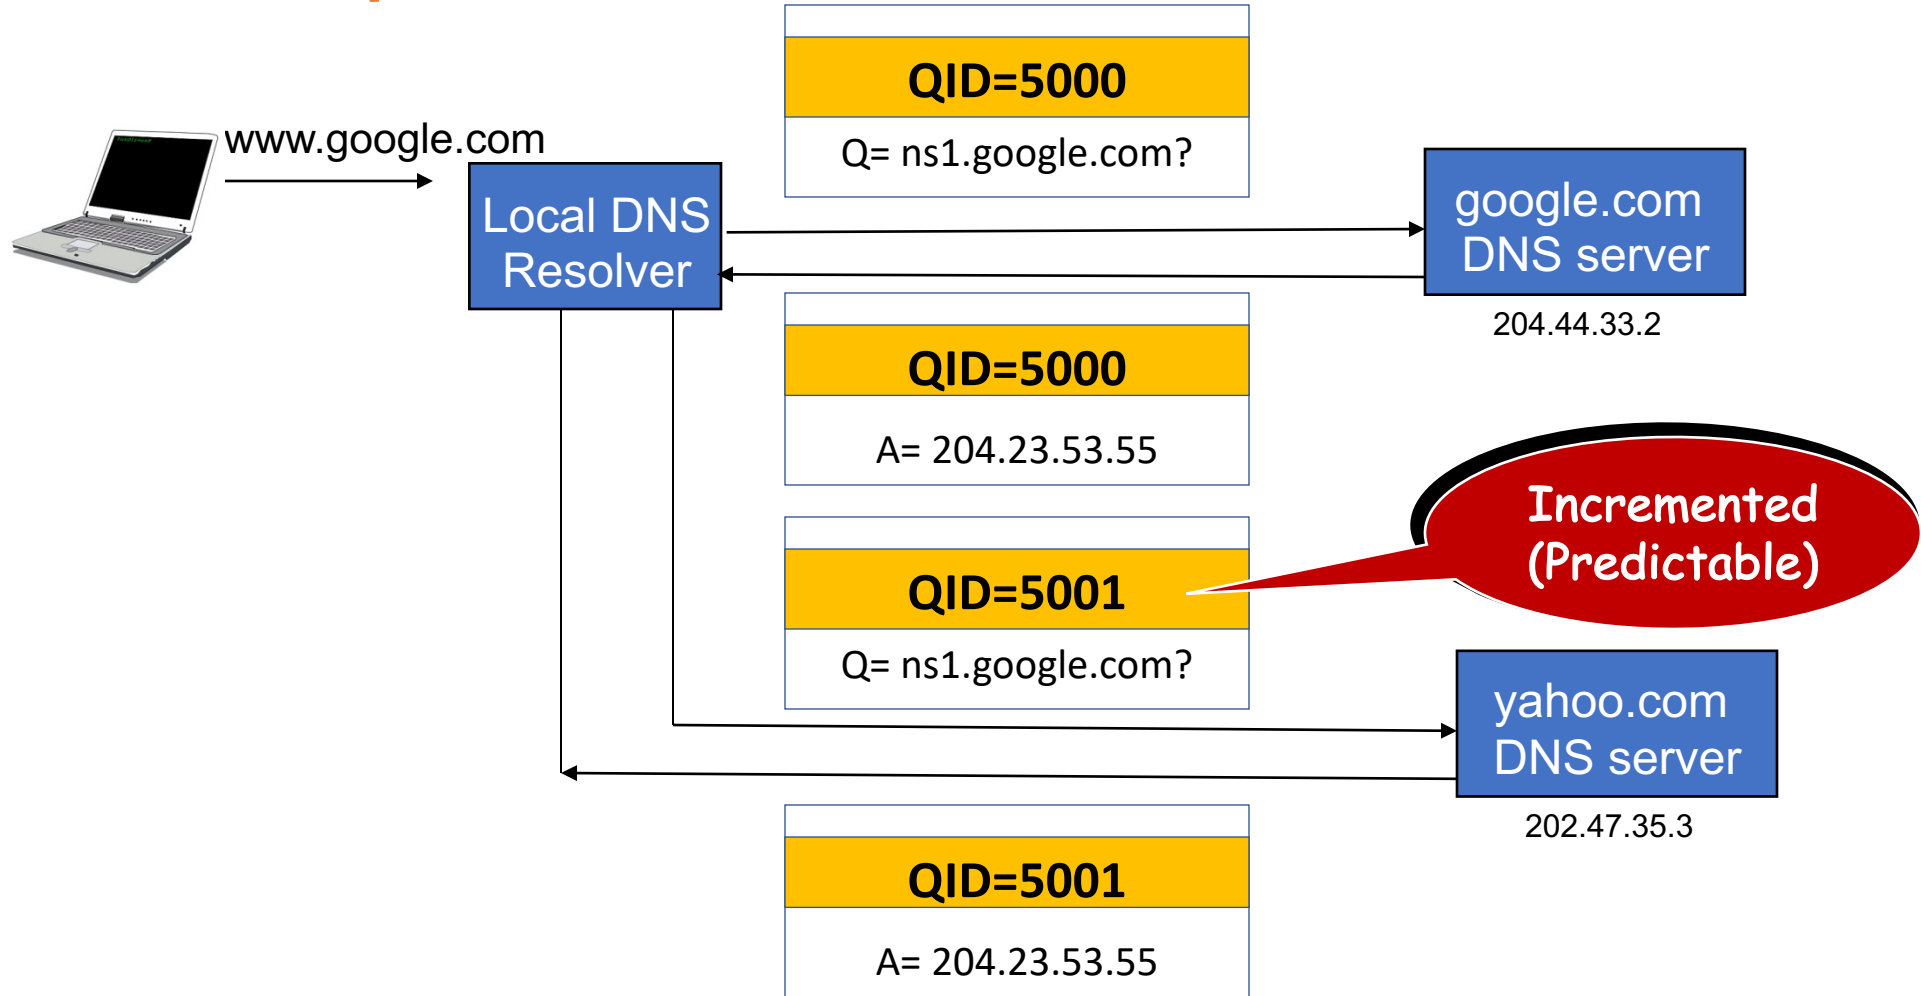 QID=5000
www.google.com
Q= ns1.google.com?
Local DNS
Resolver
google.com
DNS server
204.44.33.2
QID=5000
A= 204.23.53.55
Incremented
(Predictable)
QID=5001
Q= ns1.google.com?
yahoo.com
DNS server
202.47.35.3
QID=5001
A= 204.23.53.55